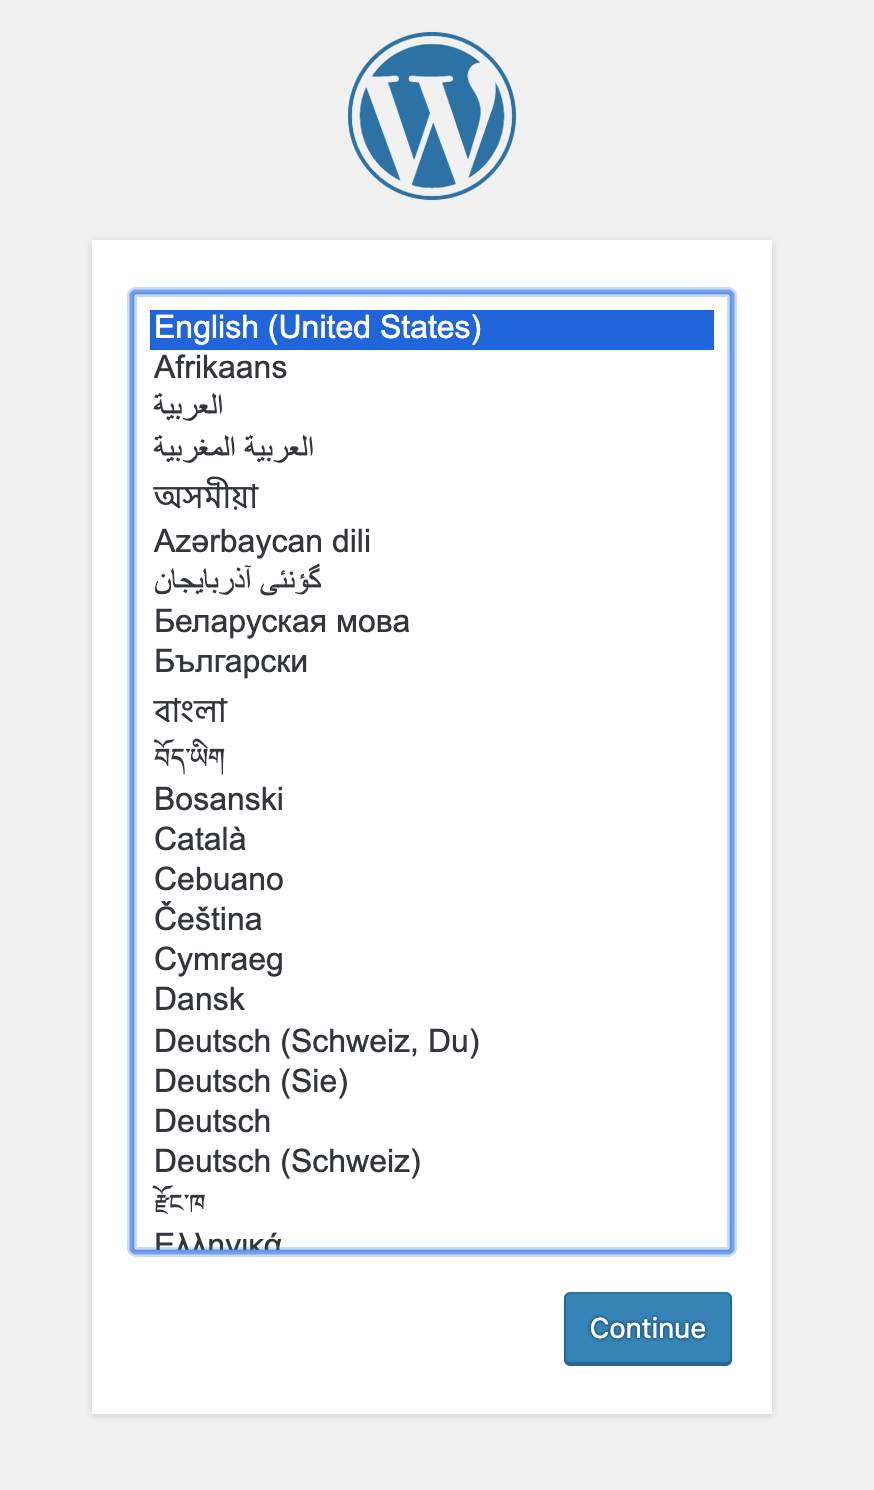 English (United States)
Afrikaans
العربية
العربية المغربية
অসমীয়া
Azərbaycan dili
گؤنئی آذربایجان
Беларуская мова
Български
বাংলা
བོད་ཡིག
Bosanski
Català
Cebuano
Čeština
Cymraeg
Dansk
Deutsch (Schweiz, Du)
Deutsch (Sie)
Deutsch
Deutsch (Schweiz)
རྫོང་ཁ
Ελληνικά
Continue